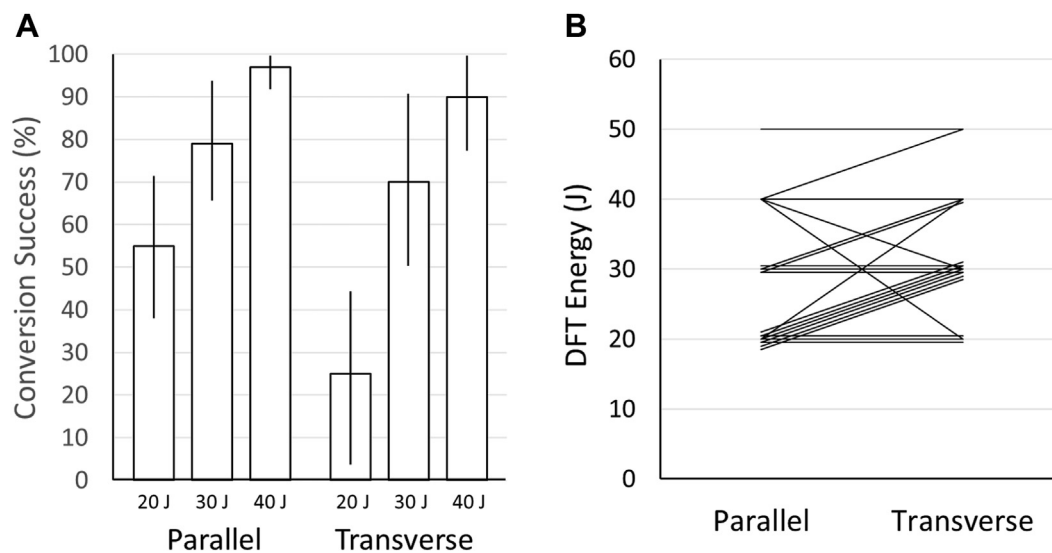 A
Conversion Success (%)
100
90
80
70
60
50
40
30
20
10
0
20 J 30 J 40 J 20 J 30 J 40 J
Parallel Transverse
B
DFT Energy (J)
60
50
40
30
20
10
0
Parallel Transverse